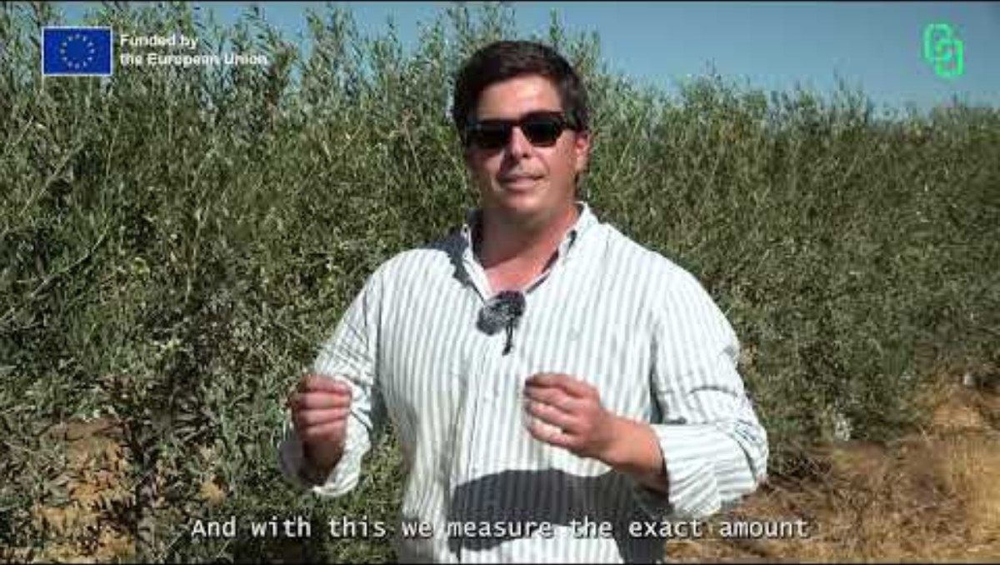 Funded by
the European Union
And with this we measure the exact amount